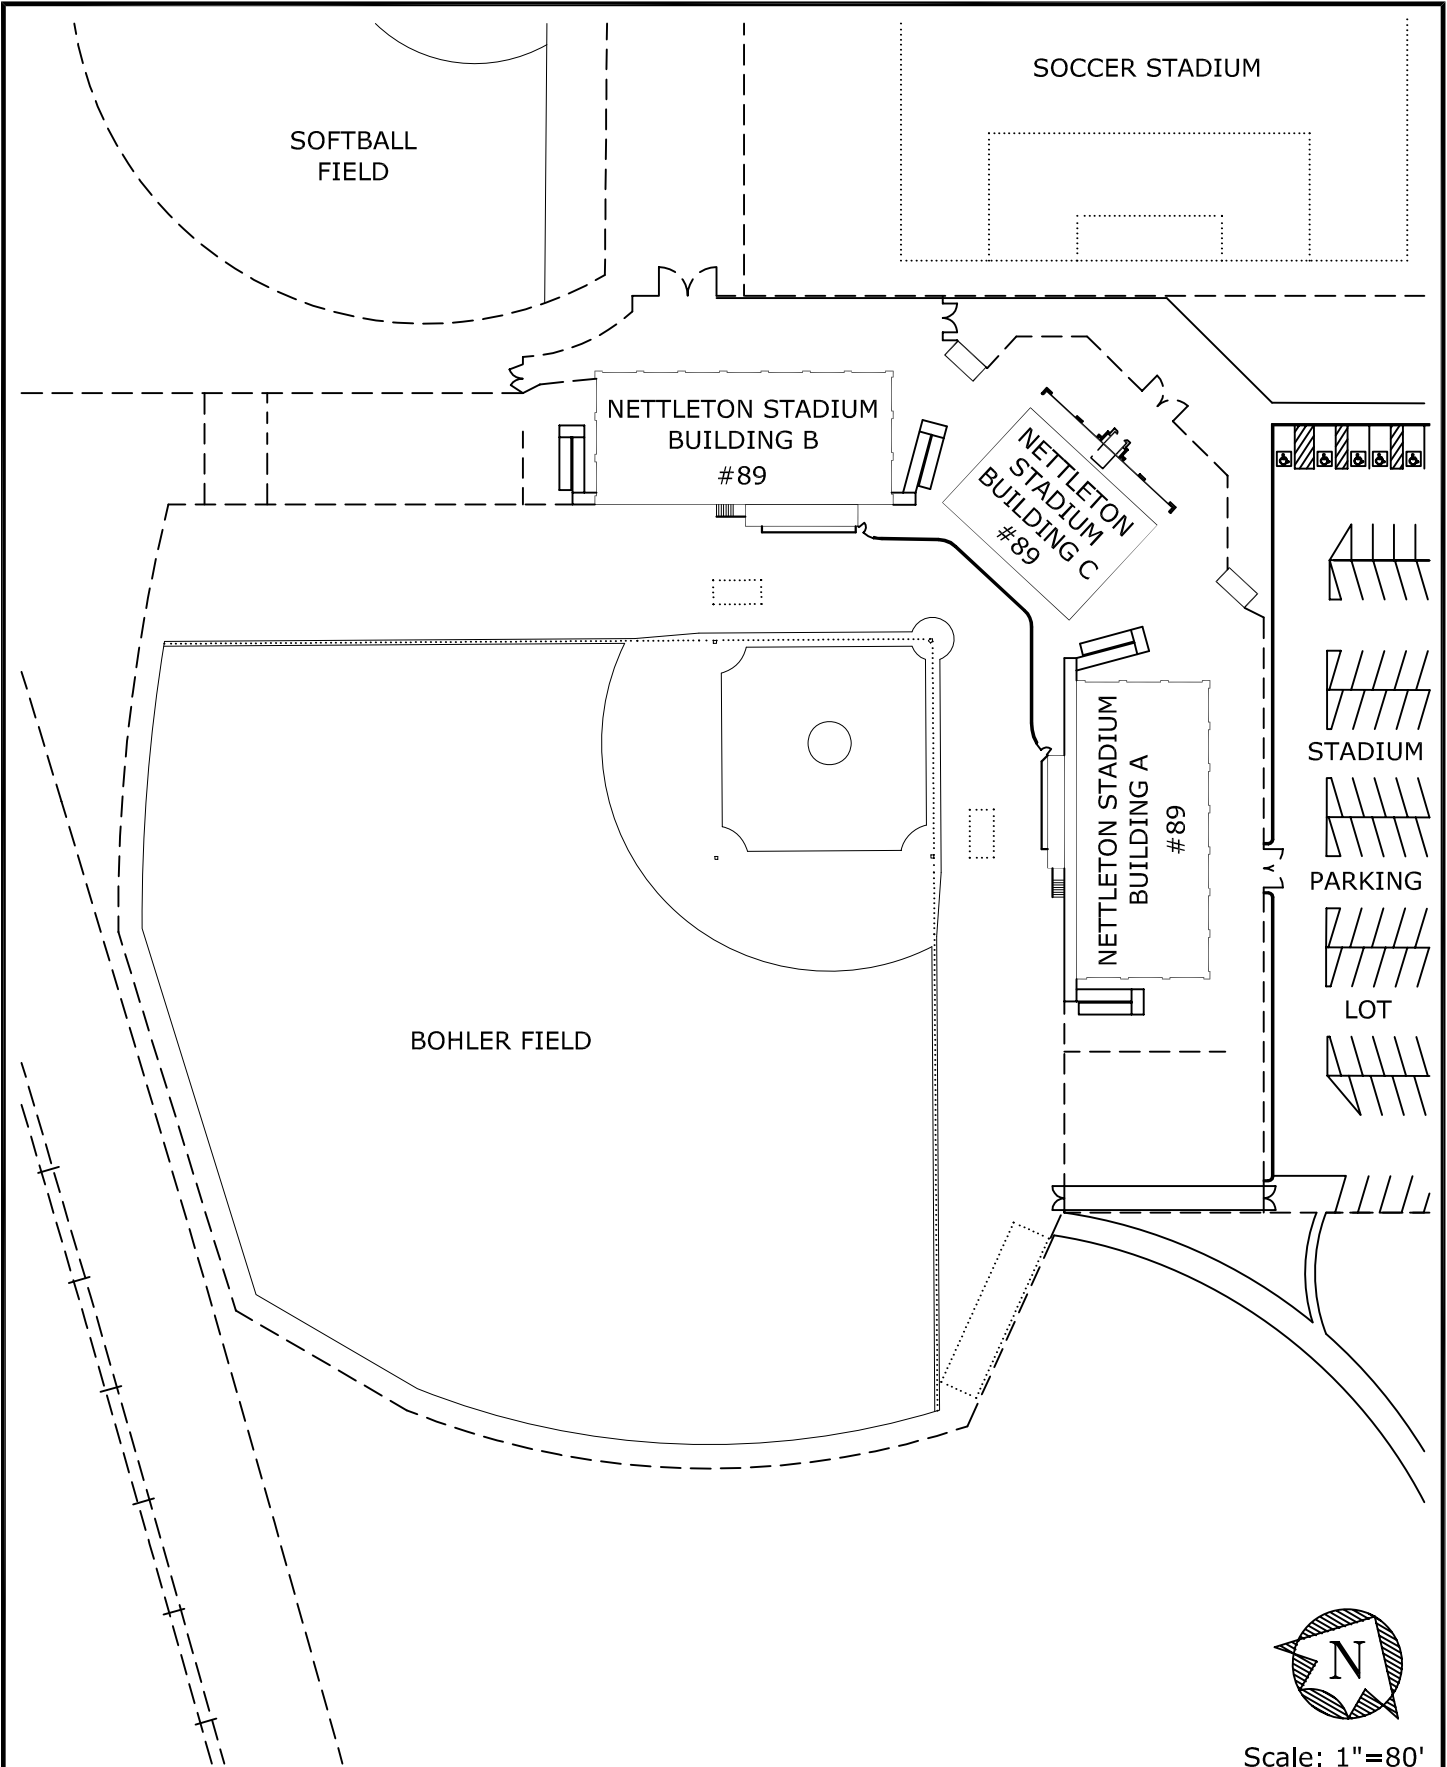 SOCCER STADIUM
SOFTBALL
FIELD
NETTLETON STADIUM
BUILDING B
#89
NETTLETON
STADIUM
BUILDING C
#89
NETTLETON STADIUM
BUILDING A
#89
STADIUM
PARKING
LOT
BOHLER FIELD
N
Scale: 1"=80'